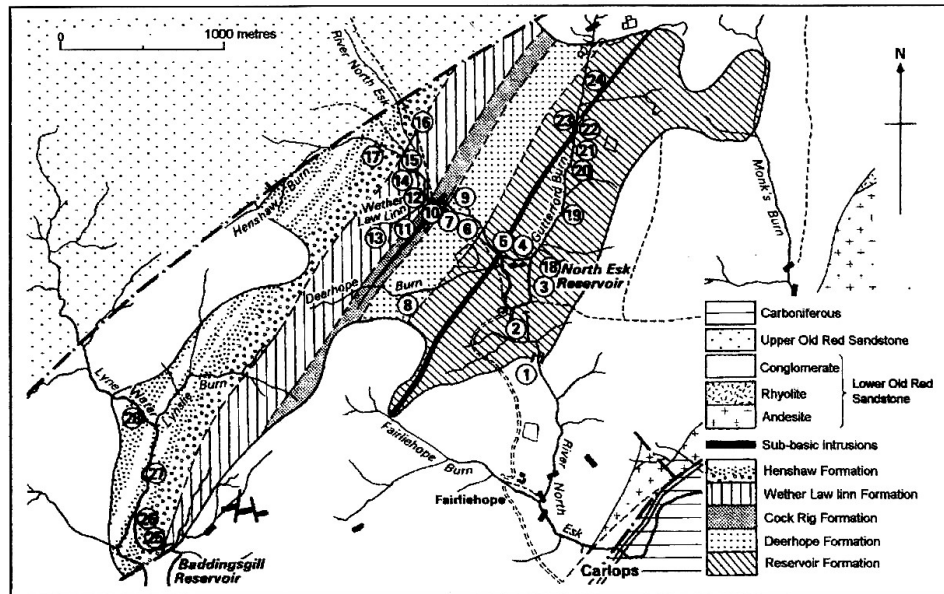 0 1000 metres
N
River North Esk
24
16
23
22
17
15
21
20
14
Henshaw Burn
12
9
Wether Law Linn
10
7
19
Gutterford Burn
11
6
13
5
4
18
North Esk
Reservoir
3
Deerhope Burn
8
2
1
Monk's Burn
Lyne Water
Lynslie Burn
28
27
26
25
Baddingsgill
Reservoir
Fairliehope Burn
Fairliehope
River North Esk
Carlops
Carboniferous
Upper Old Red Sandstone
Conglomerate
Rhyolite
Andesite
Lower Old Red
Sandstone
Sub-basic Intrusions
Henshaw Formation
Wether Law linn Formation
Cock Rig Formation
Deerhope Formation
Reservoir Formation